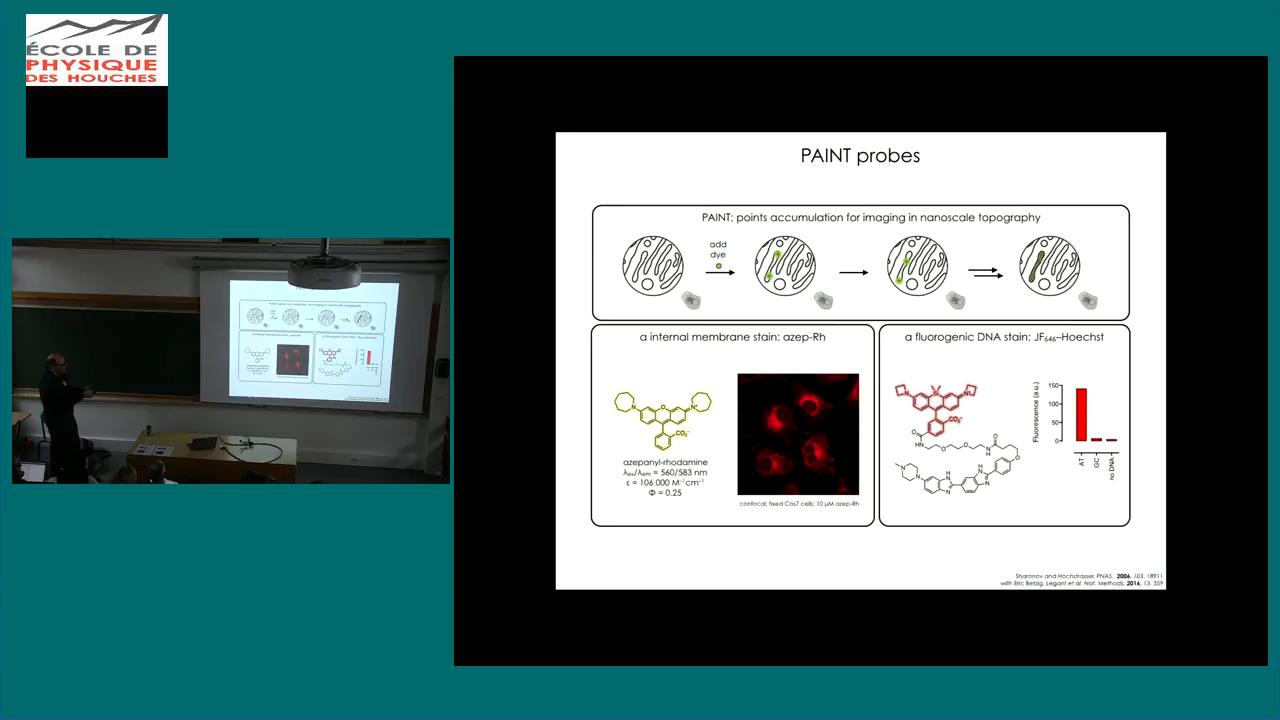 ÉCOLE DE
PHYSIQUE
DES HOUCHES
PAINT probes
PAINT: points accumulation for imaging in nanoscale topography
add
dye
a internal membrane stain: azep-Rh
N
O
N⁺
CO₂⁻
azepanyl-rhodamine
λex/λem = 560/583 nm
ε = 106 000 M⁻¹cm⁻¹
Φ = 0.25
confocal; fixed Cos7 cells; 10 μM azep-Rh
a fluorogenic DNA stain: JF₆₄₆–Hoechst
Fluorescence (a.u.)
150
100
50
0
AT
GC
no DNA
Sharonov and Hochstrasser, PNAS, 2006, 103, 18911
with Eric Betzig, Legant et al. Nat. Methods, 2016, 13, 359